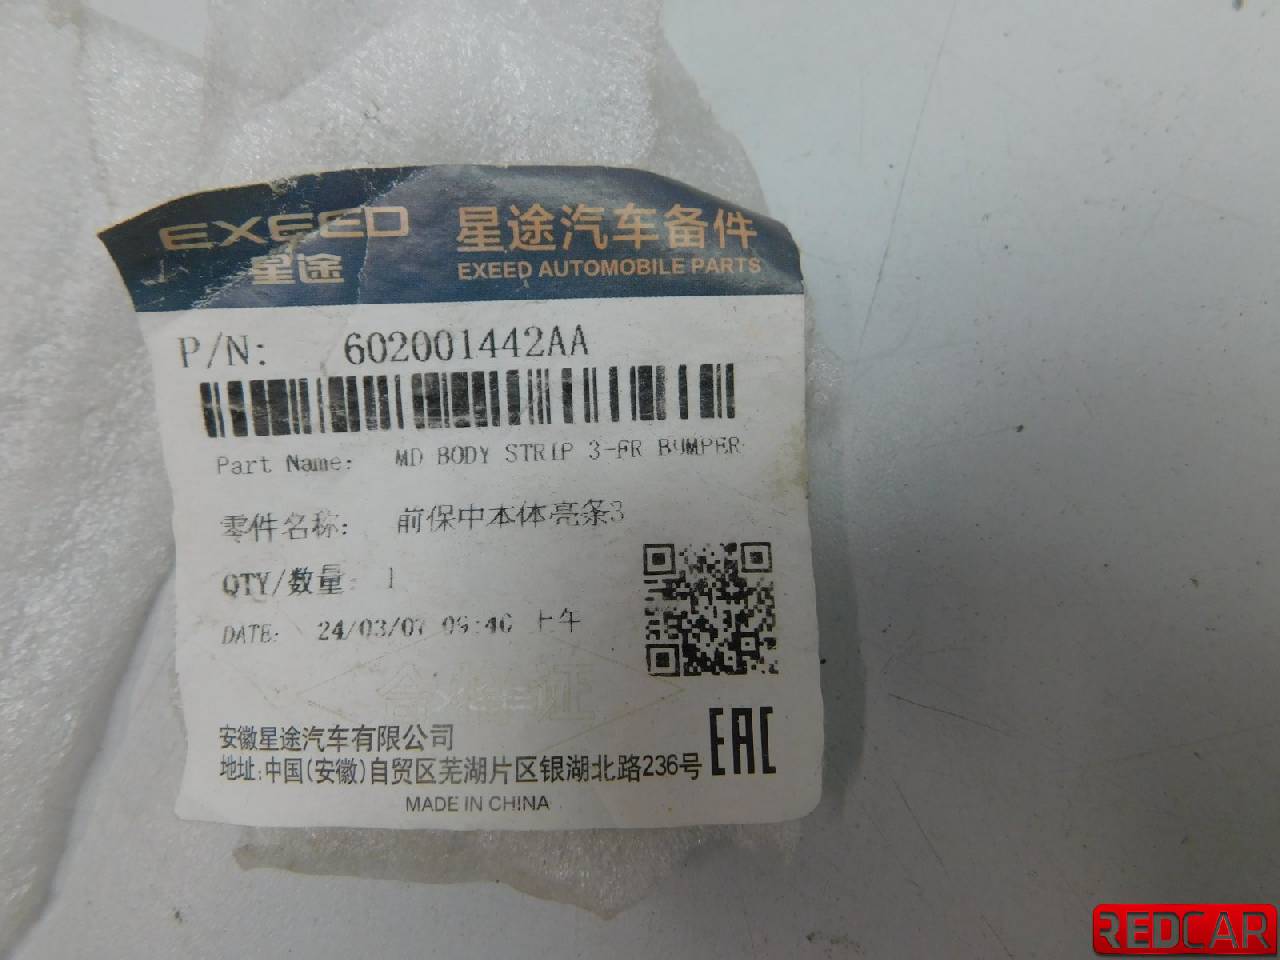 EXEED 星途汽车备件
星途 EXEED AUTOMOBILE PARTS
P/N: 602001442AA
Part Name: MD BODY STRIP 3-FR BUMPER
零件名称: 前保中本体亮条3
QTY/数量: 1
DATE: 24/03/07 09:40 上午
合 EXEED 证
安徽星途汽车有限公司
地址:中国(安徽)自贸区芜湖片区银湖北路236号
EAC
MADE IN CHINA
REDCAR